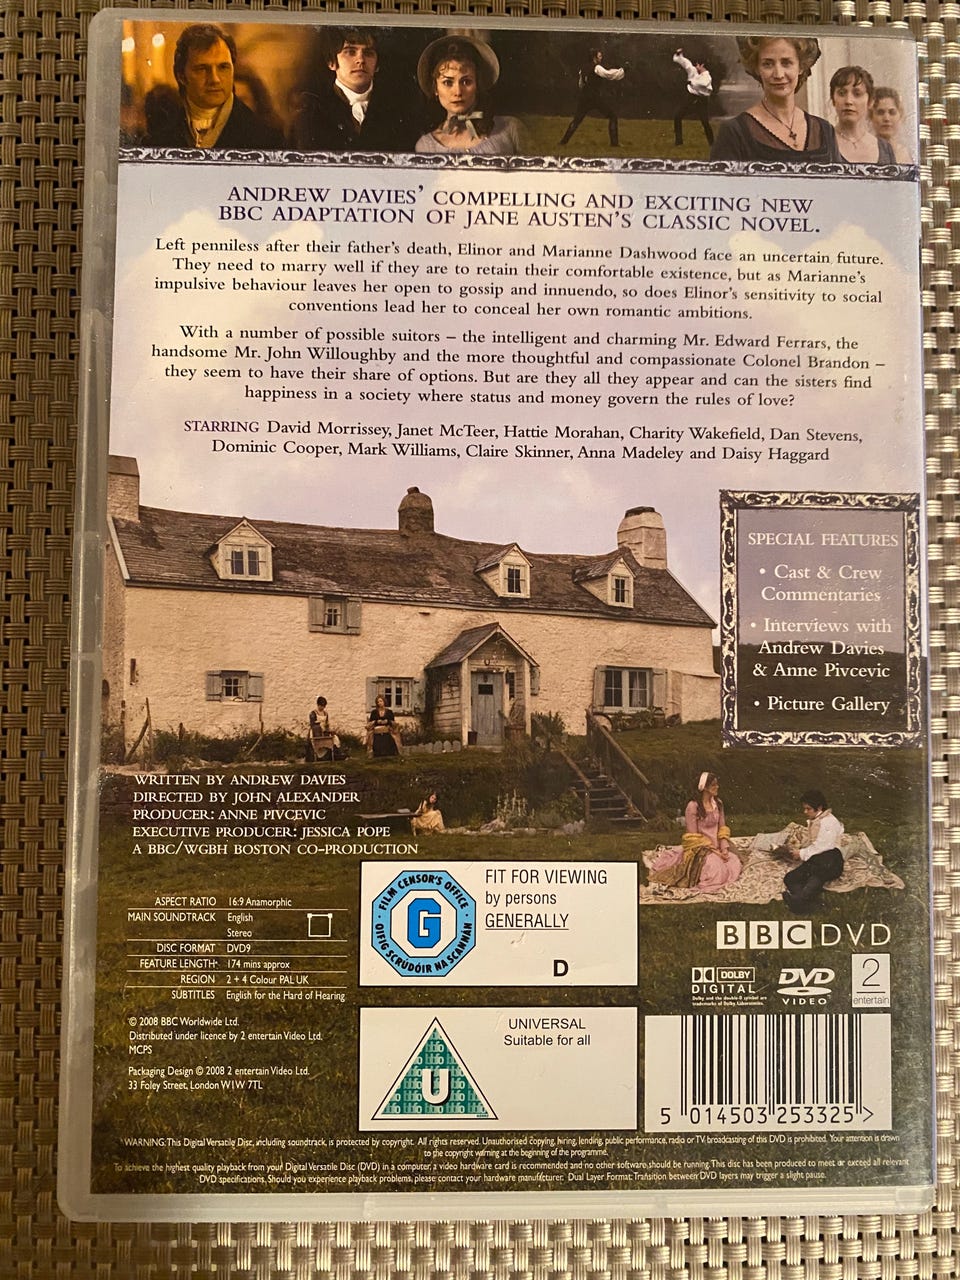 ANDREW DAVIES' COMPELLING AND EXCITING NEW
BBC ADAPTATION OF JANE AUSTEN'S CLASSIC NOVEL.
Left penniless after their father's death, Elinor and Marianne Dashwood face an uncertain future.
They need to marry well if they are to retain their comfortable existence, but as Marianne's
impulsive behaviour leaves her open to gossip and innuendo, so does Elinor's sensitivity to social
conventions lead her to conceal her own romantic ambitions.
With a number of possible suitors – the intelligent and charming Mr. Edward Ferrars, the
handsome Mr. John Willoughby and the more thoughtful and compassionate Colonel Brandon –
they seem to have their share of options. But are they all they appear and can the sisters find
happiness in a society where status and money govern the rules of love?
STARRING David Morrissey, Janet McTeer, Hattie Morahan, Charity Wakefield, Dan Stevens,
Dominic Cooper, Mark Williams, Claire Skinner, Anna Madeley and Daisy Haggard
SPECIAL FEATURES
• Cast & Crew
Commentaries
• Interviews with
Andrew Davies
& Anne Pivcevic
• Picture Gallery
WRITTEN BY ANDREW DAVIES
DIRECTED BY JOHN ALEXANDER
PRODUCER: ANNE PIVCEVIC
EXECUTIVE PRODUCER: JESSICA POPE
A BBC/WGBH BOSTON CO-PRODUCTION
ASPECT RATIO 16:9 Anamorphic
MAIN SOUNDTRACK English
Stereo
DISC FORMAT DVD9
FEATURE LENGTH: 174 mins approx
REGION 2 + 4 Colour PAL UK
SUBTITLES English for the Hard of Hearing
© 2008 BBC Worldwide Ltd.
Distributed under licence by 2 entertain Video Ltd.
MCPS
Packaging Design © 2008 2 entertain Video Ltd.
33 Foley Street, London W1W 7TL
FILM CENSOR'S OFFICE
G
OIFIG SCRÚDÓIR NA SCANNÁN
FIT FOR VIEWING
by persons
GENERALLY
D
UNIVERSAL
Suitable for all
U
BBC DVD
DOLBY
DIGITAL
Dolby and the double-D symbol are
trademarks of Dolby Laboratories.
DVD
VIDEO
2
entertain
5 014503 253325 >
WARNING: This Digital Versatile Disc, including soundtrack, is protected by copyright. All rights reserved. Unauthorised copying, hiring, lending, public performance, radio or TV broadcasting of this DVD is prohibited. Your attention is drawn
to the copyright warning at the beginning of the programme.
To achieve the highest quality playback from your Digital Versatile Disc (DVD) in a computer, a video hardware card is recommended and no other software should be running. This disc has been produced to meet or exceed all relevant
DVD specifications. Should you experience playback problems, please contact your hardware manufacturer. Dual Layer Format: Transition between DVD layers may trigger a slight pause.